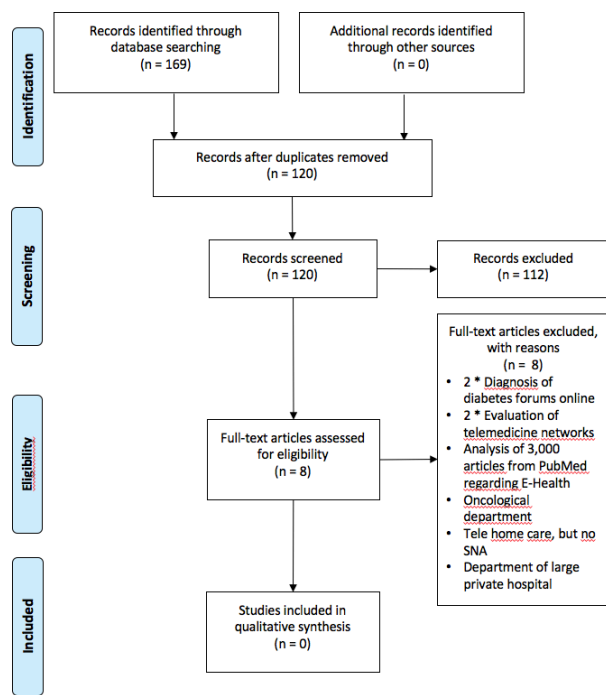 Identification
Records identified through
database searching
(n = 169)
Additional records identified
through other sources
(n = 0)
Records after duplicates removed
(n = 120)
Screening
Records screened
(n = 120)
Records excluded
(n = 112)
Eligibility
Full-text articles assessed
for eligibility
(n = 8)
Full-text articles excluded,
with reasons
(n = 8)
• 2 * Diagnosis of
diabetes forums online
• 2 * Evaluation of
telemedicine networks
• Analysis of 3,000
articles from PubMed
regarding E-Health
• Oncological
department
• Tele home care, but no
SNA
• Department of large
private hospital
Included
Studies included in
qualitative synthesis
(n = 0)